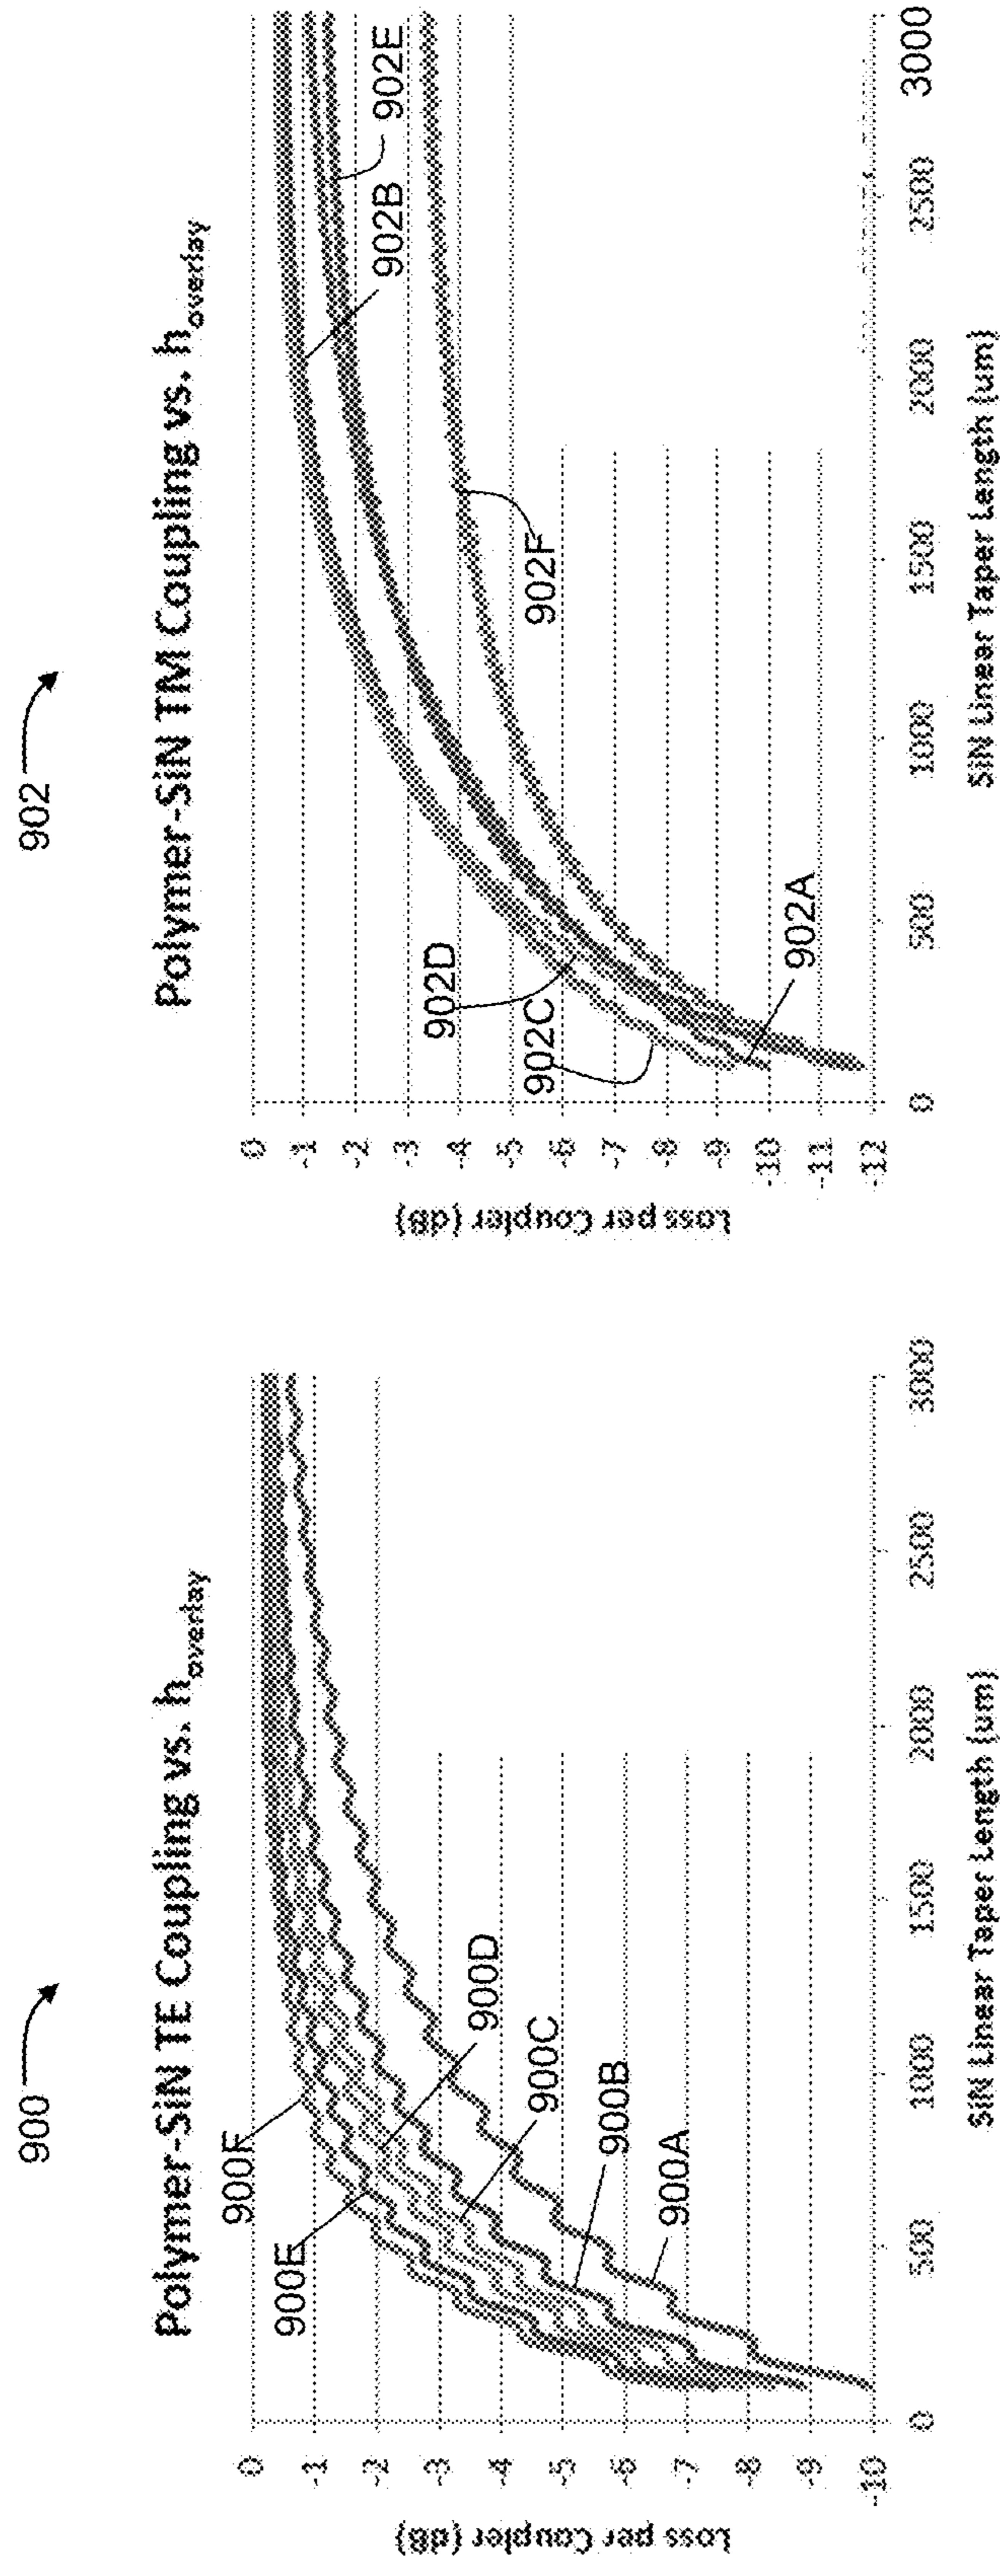 900
Polymer-SiN TE Coupling vs. h_overlay
Loss per Coupler (dB)
0
-1
-2
-3
-4
-5
-6
-7
-8
-9
-10
900F
900E
900D
900C
900B
900A
0
500
1000
1500
2000
2500
3000
SiN Linear Taper Length (um)
902
Polymer-SiN TM Coupling vs. h_overlay
Loss per Coupler (dB)
0
-1
-2
-3
-4
-5
-6
-7
-8
-9
-10
-11
-12
902D
902C
902A
902F
902B
902E
0
500
1000
1500
2000
2500
3000
SiN Linear Taper Length (um)